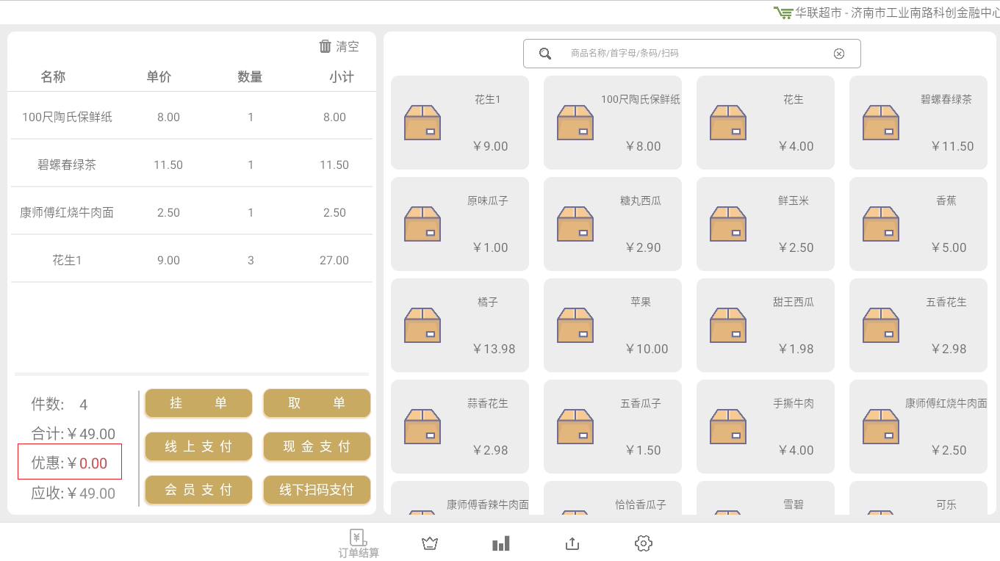 华联超市 - 济南市工业南路科创金融中心
清空
名称 单价 数量 小计
100尺陶氏保鲜纸 8.00 1 8.00
碧螺春绿茶 11.50 1 11.50
康师傅红烧牛肉面 2.50 1 2.50
花生1 9.00 3 27.00
件数: 4
合计:￥49.00
优惠:￥0.00
应收:￥49.00
挂 单 取 单
线上支付 现金支付
会员支付 线下扫码支付
商品名称/首字母/条码/扫码
花生1 100尺陶氏保鲜纸 花生 碧螺春绿茶
￥9.00 ￥8.00 ￥4.00 ￥11.50
原味瓜子 糖丸西瓜 鲜玉米 香蕉
￥1.00 ￥2.90 ￥2.50 ￥5.00
橘子 苹果 甜王西瓜 五香花生
￥13.98 ￥10.00 ￥1.98 ￥2.98
蒜香花生 五香瓜子 手撕牛肉 康师傅红烧牛肉面
￥2.98 ￥1.50 ￥4.00 ￥2.50
康师傅香辣牛肉面 恰恰香瓜子 雪碧 可乐
订单结算